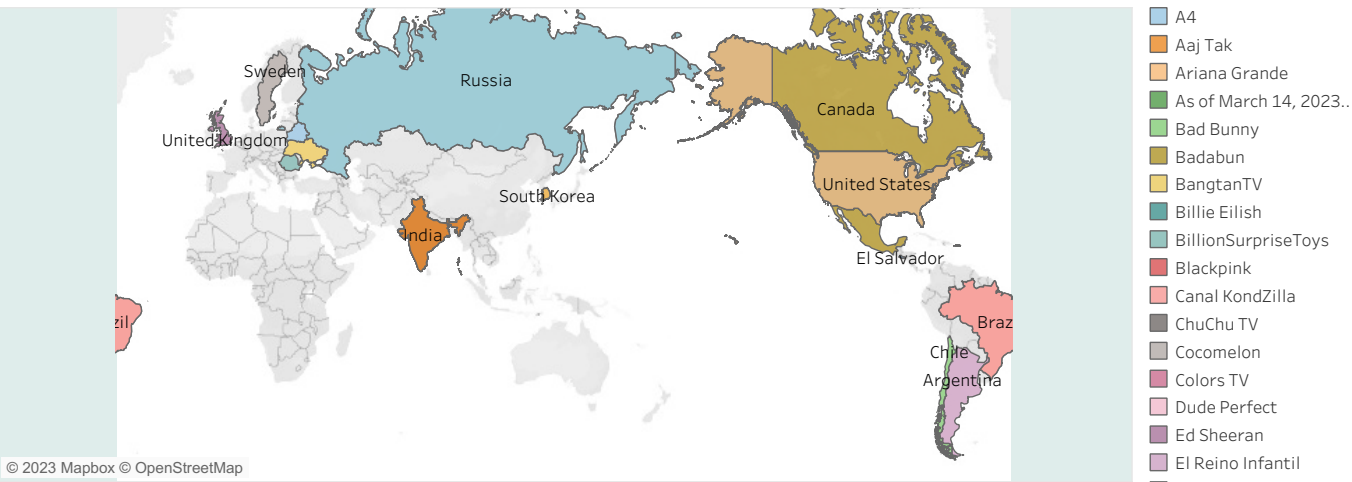 Sweden
Russia
Canada
United Kingdom
United States
South Korea
India
El Salvador
zil
Braz
Chile
Argentina
© 2023 Mapbox © OpenStreetMap
A4
Aaj Tak
Ariana Grande
As of March 14, 2023..
Bad Bunny
Badabun
BangtanTV
Billie Eilish
BillionSurpriseToys
Blackpink
Canal KondZilla
ChuChu TV
Cocomelon
Colors TV
Dude Perfect
Ed Sheeran
El Reino Infantil